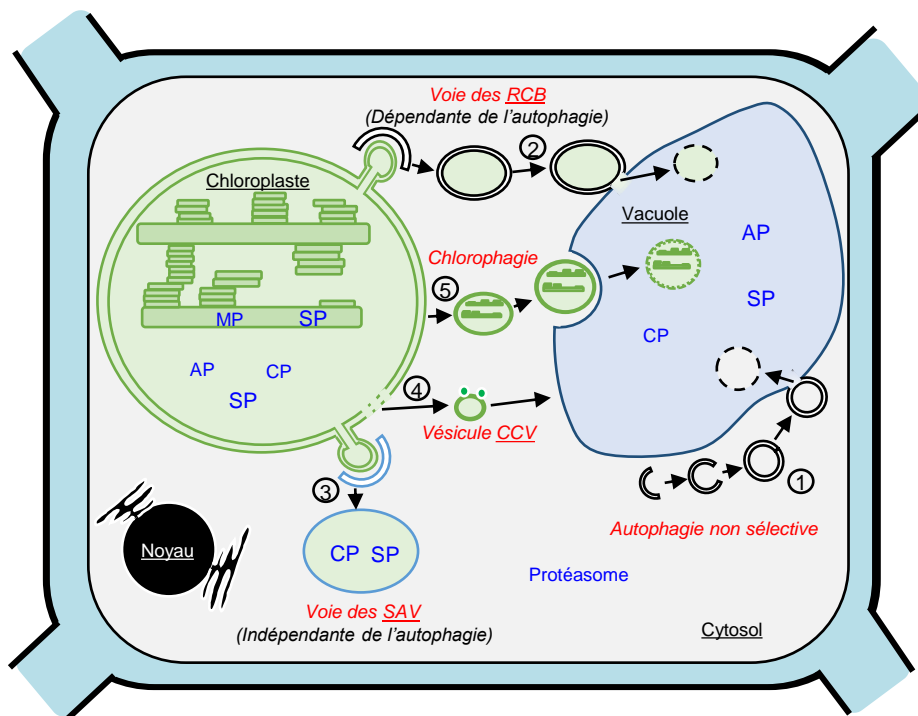 Voie des RCB
(Dépendante de l'autophagie)
②
Chloroplaste
Vacuole
AP
Chlorophagie
⑤
MP
SP
SP
CP
AP
CP
SP
④
Vésicule CCV
③
①
Autophagie non sélective
Noyau
CP SP
Protéasome
Voie des SAV
(Indépendante de l'autophagie)
Cytosol